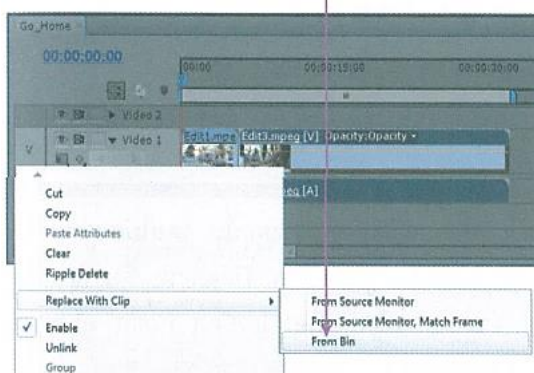 Go_Home
00:00:00:00
00:00 00:00:15:00 00:00:30:00
Video 2
V Video 1 Edit1.mpe Edit3.mpeg [V] Opacity:Opacity
peg [A]
Cut
Copy
Paste Attributes
Clear
Ripple Delete
Replace With Clip
From Source Monitor
From Source Monitor, Match Frame
From Bin
Enable
Unlink
Group